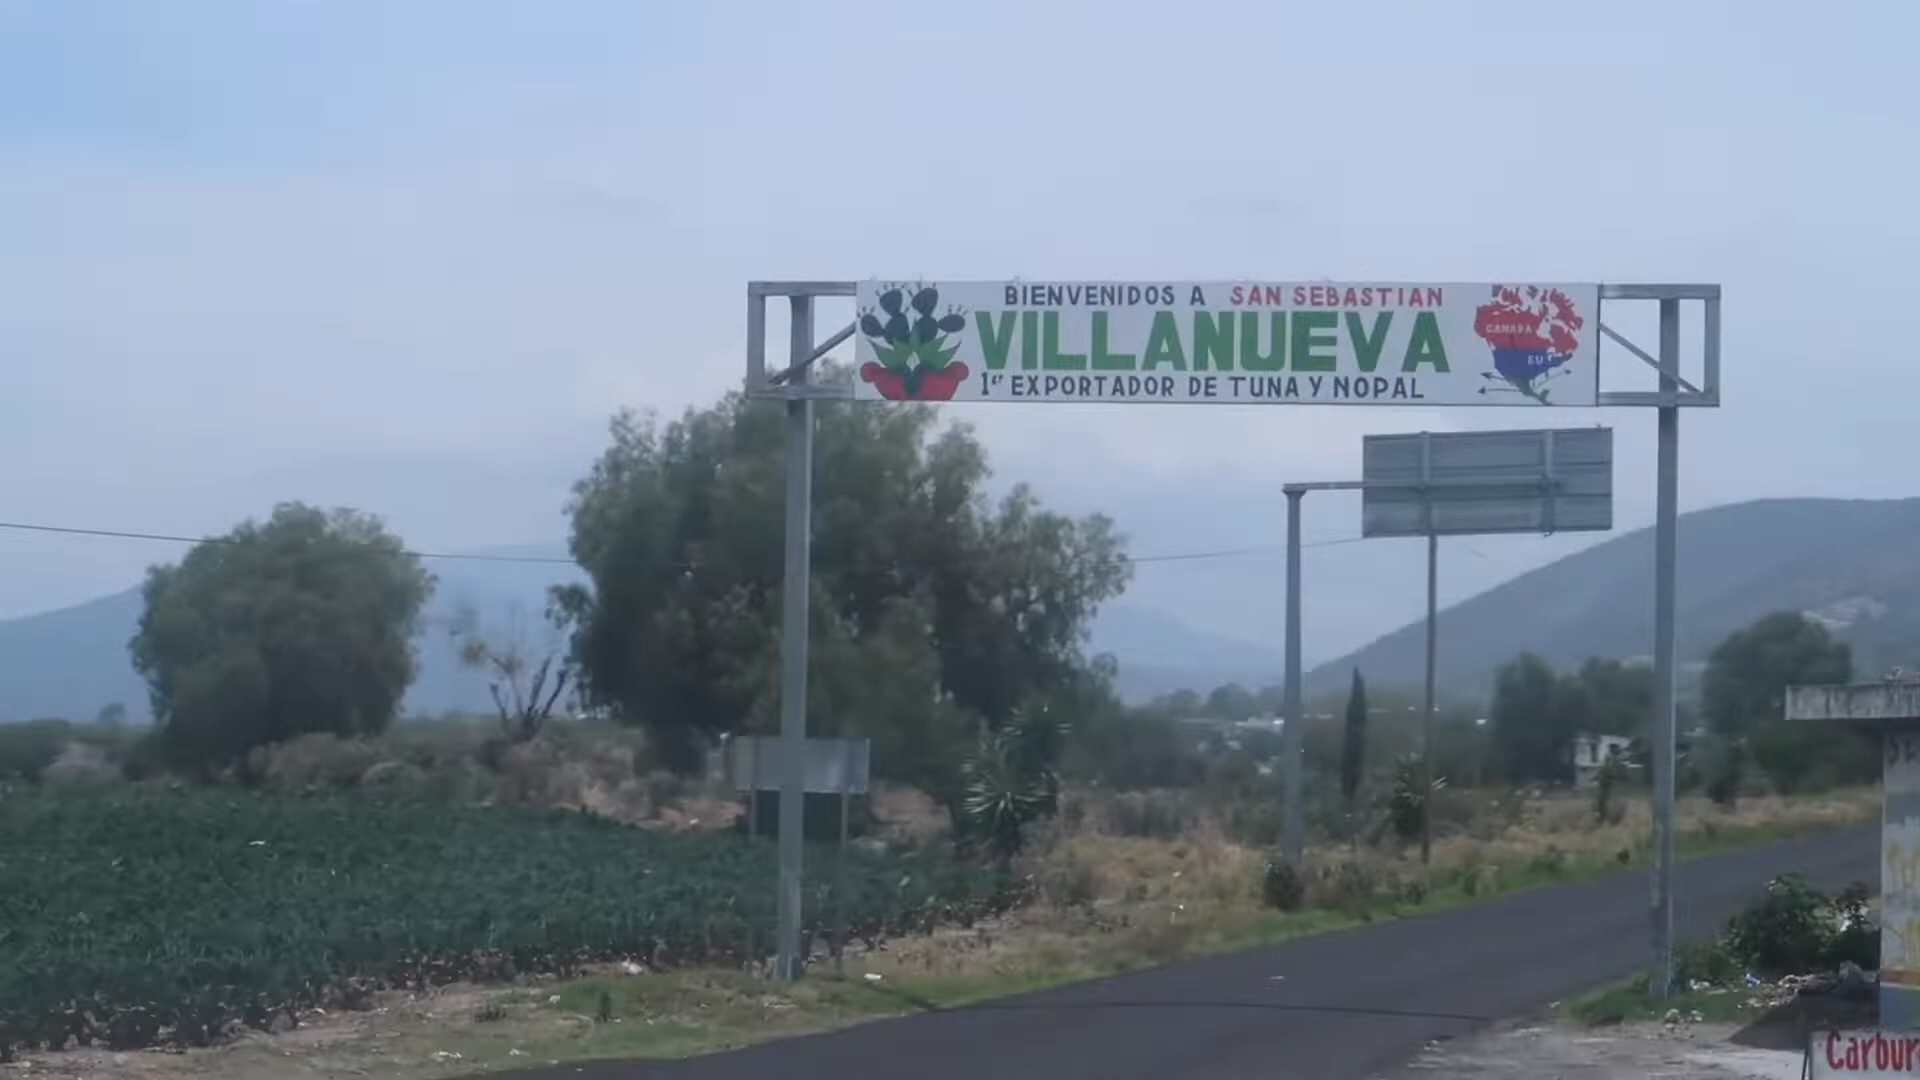 BIENVENIDOS A SAN SEBASTIAN
VILLANUEVA
1er EXPORTADOR DE TUNA Y NOPAL
CANADA
EU
Carbur